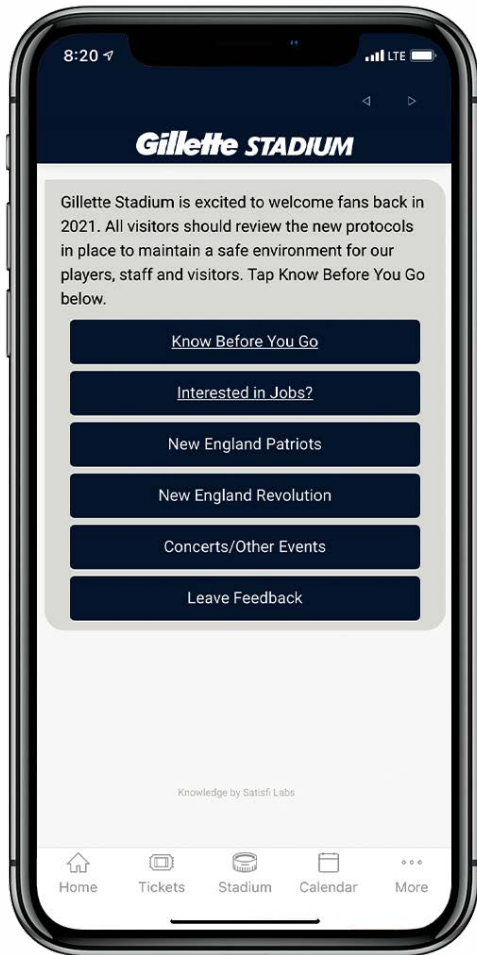 8:20
LTE
Gillette STADIUM
Gillette Stadium is excited to welcome fans back in
2021. All visitors should review the new protocols
in place to maintain a safe environment for our
players, staff and visitors. Tap Know Before You Go
below.
Know Before You Go
Interested in Jobs?
New England Patriots
New England Revolution
Concerts/Other Events
Leave Feedback
Knowledge by Satisfi Labs
Home Tickets Stadium Calendar More